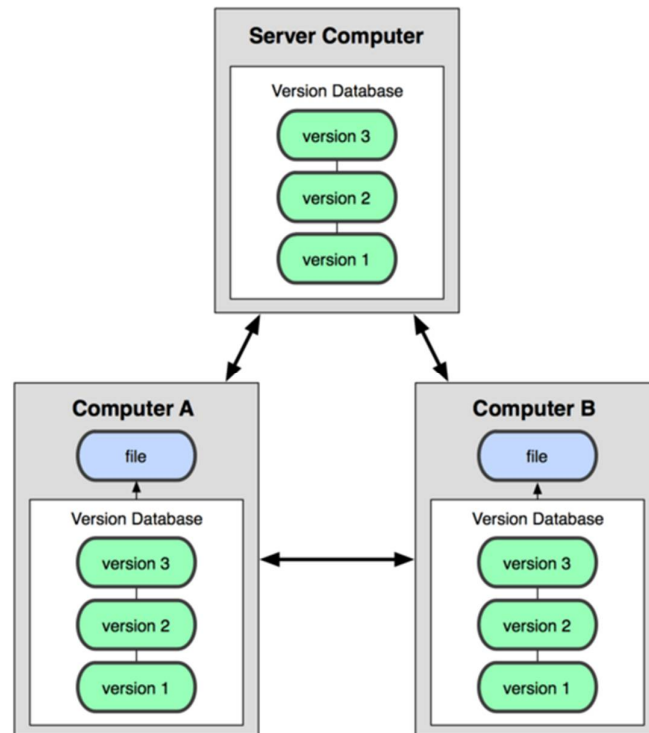 Server Computer
Version Database
version 3
version 2
version 1
Computer A
file
Version Database
version 3
version 2
version 1
Computer B
file
Version Database
version 3
version 2
version 1